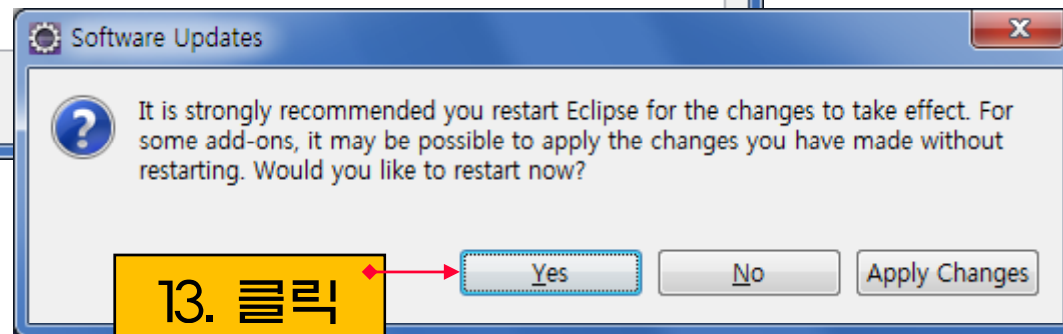 Software Updates
It is strongly recommended you restart Eclipse for the changes to take effect. For
some add-ons, it may be possible to apply the changes you have made without
restarting. Would you like to restart now?
Yes
No
Apply Changes
13. 클릭